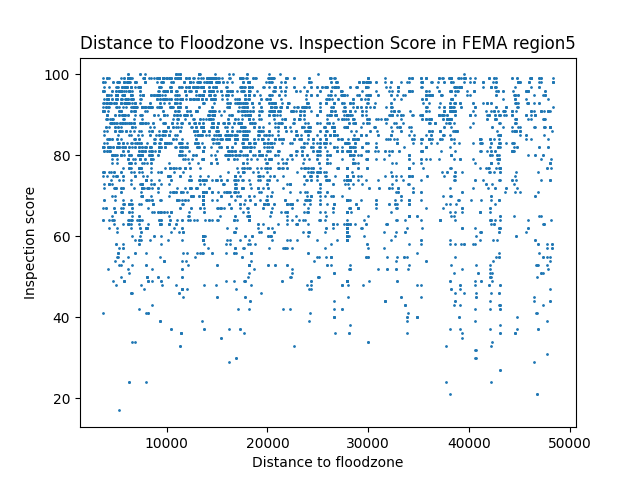 Distance to Floodzone vs. Inspection Score in FEMA region5
100
80
60
40
20
Inspection score
10000 20000 30000 40000 50000
Distance to floodzone